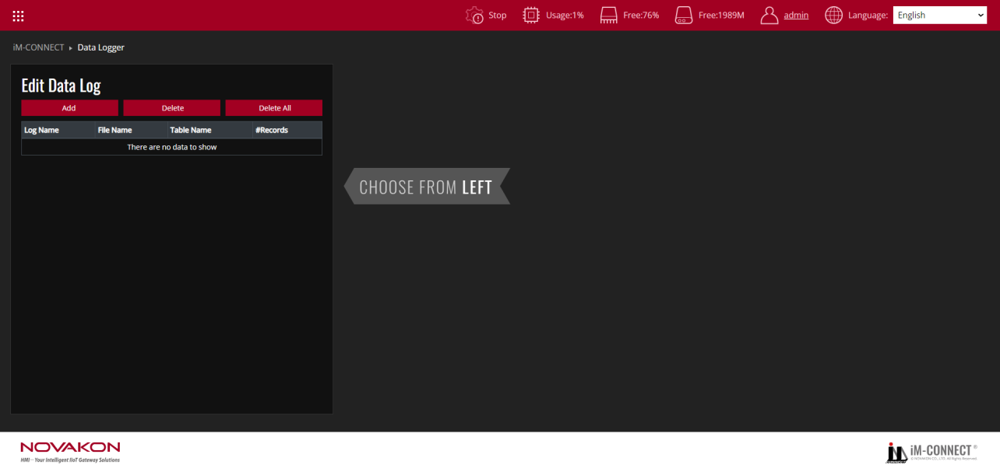 Stop Usage:1% Free:76% Free:1989M admin Language: English
iM-CONNECT ▸ Data Logger
Edit Data Log
Add Delete Delete All
Log Name File Name Table Name #Records
There are no data to show
CHOOSE FROM LEFT
NOVAKON
HMI – Your Intelligent IIoT Gateway Solutions
iM-CONNECT ®
© NOVAKON CO., LTD. All Rights Reserved.